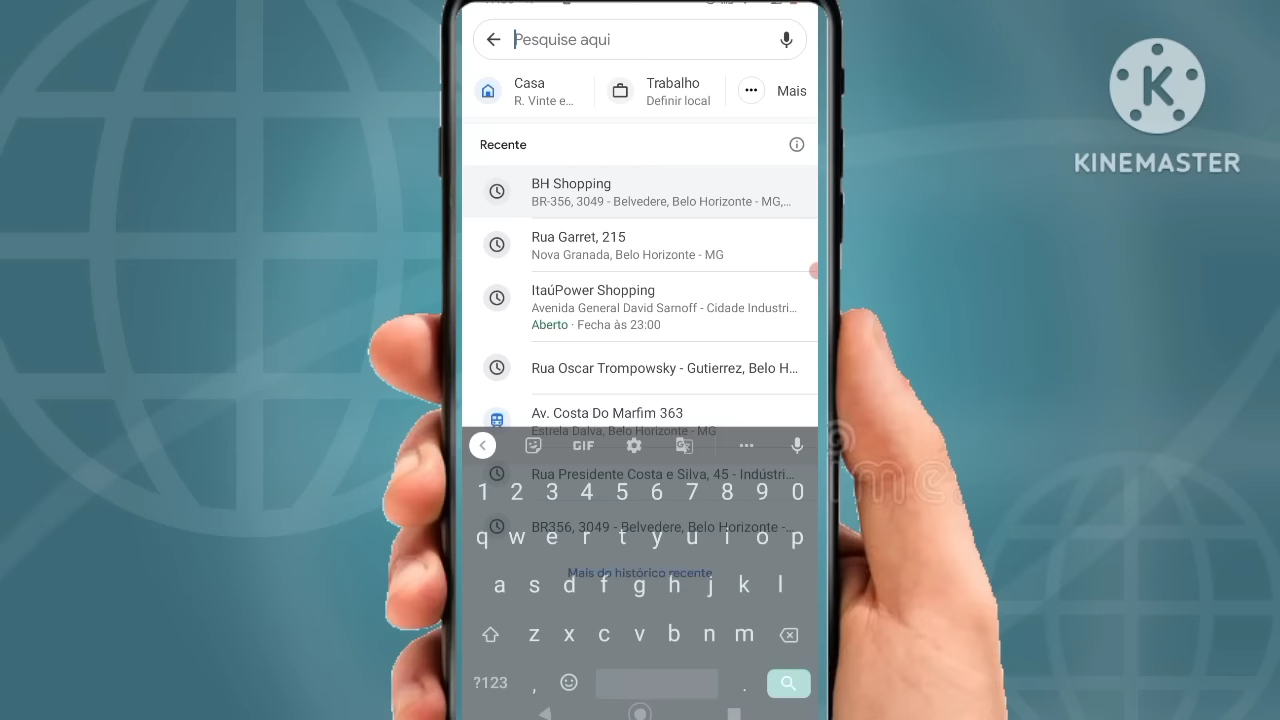 Pesquise aqui
Casa
R. Vinte e...
Trabalho
Definir local
Mais
Recente
BH Shopping
BR-356, 3049 - Belvedere, Belo Horizonte - MG,...
Rua Garret, 215
Nova Granada, Belo Horizonte - MG
ItaúPower Shopping
Avenida General David Sarnoff - Cidade Industri...
Aberto · Fecha às 23:00
Rua Oscar Trompowsky - Gutierrez, Belo H...
Av. Costa Do Marfim 363
Estrela Dalva, Belo Horizonte - MG
GIF
Rua Presidente Costa e Silva, 45 - Indústri...
1 2 3 4 5 6 7 8 9 0
BR356, 3049 - Belvedere, Belo Horizonte -...
q w e r t y u i o p
Mais do histórico recente
a s d f g h j k l
z x c v b n m
?123 , .
K
KINEMASTER